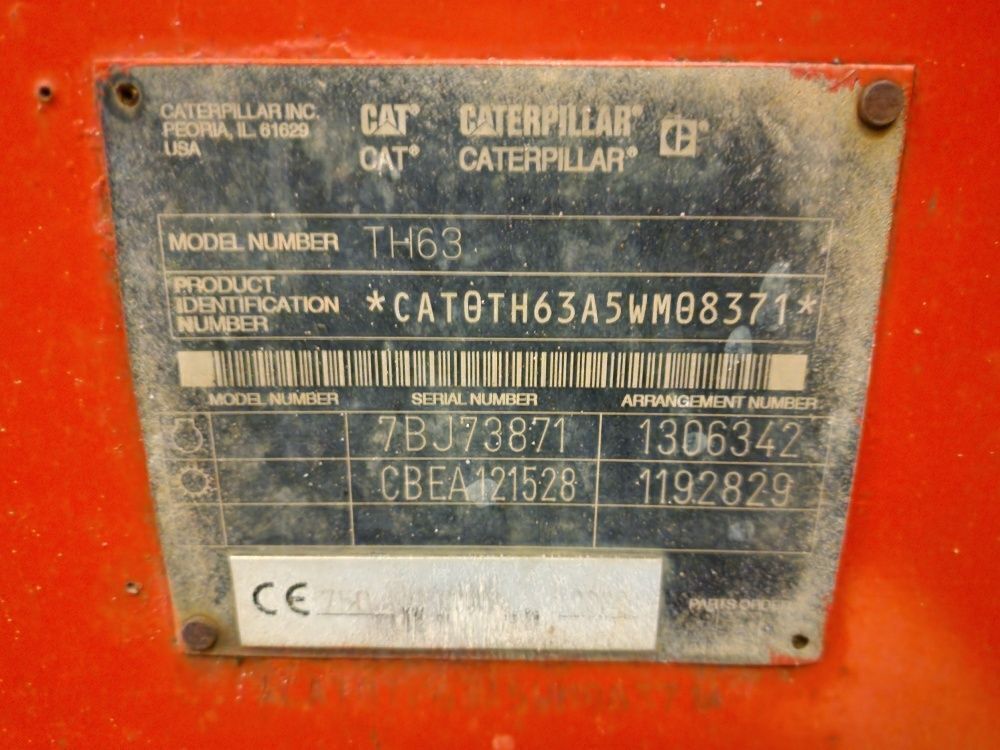 CATERPILLAR INC.
PEORIA, IL. 61629
USA
CAT® CATERPILLAR® ®
CAT® CATERPILLAR®
MODEL NUMBER TH63
PRODUCT
IDENTIFICATION
NUMBER
*CAT0TH63A5WM08371*
MODEL NUMBER SERIAL NUMBER ARRANGEMENT NUMBER
7BJ73871 1306342
CBEA121528 1192829
CE
PARTS ORDER